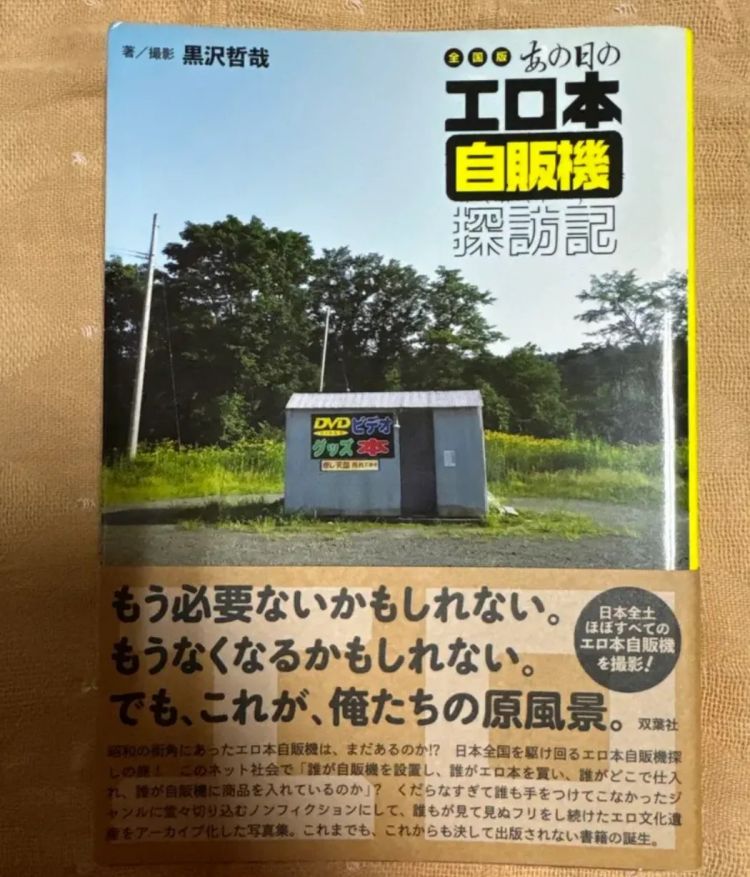 著/撮影 黒沢哲哉
全国版 あの日の
エロ本
自販機
探訪記
DVD ビデオ
グッズ 本
もう必要ないかもしれない。
もうなくなるかもしれない。
でも、これが、俺たちの原風景。
双葉社
日本全土
ほぼすべての
エロ本自販機
を撮影!
昭和の街角にあったエロ本自販機は、まだあるのか!? 日本全国を駆け回るエロ本自販機探
しの旅! このネット社会で「誰が自販機を設置し、誰がエロ本を買い、誰がどこで仕入
れ、誰が自販機に商品を入れているのか」? くだらなすぎて誰も手をつけてこなかったジ
ャンルに堂々切り込むノンフィクションにして、誰もが見て見ぬフリをし続けたエロ文化遺
産をアーカイブ化した写真集。これまでも、これからも決して出版されない書籍の誕生。